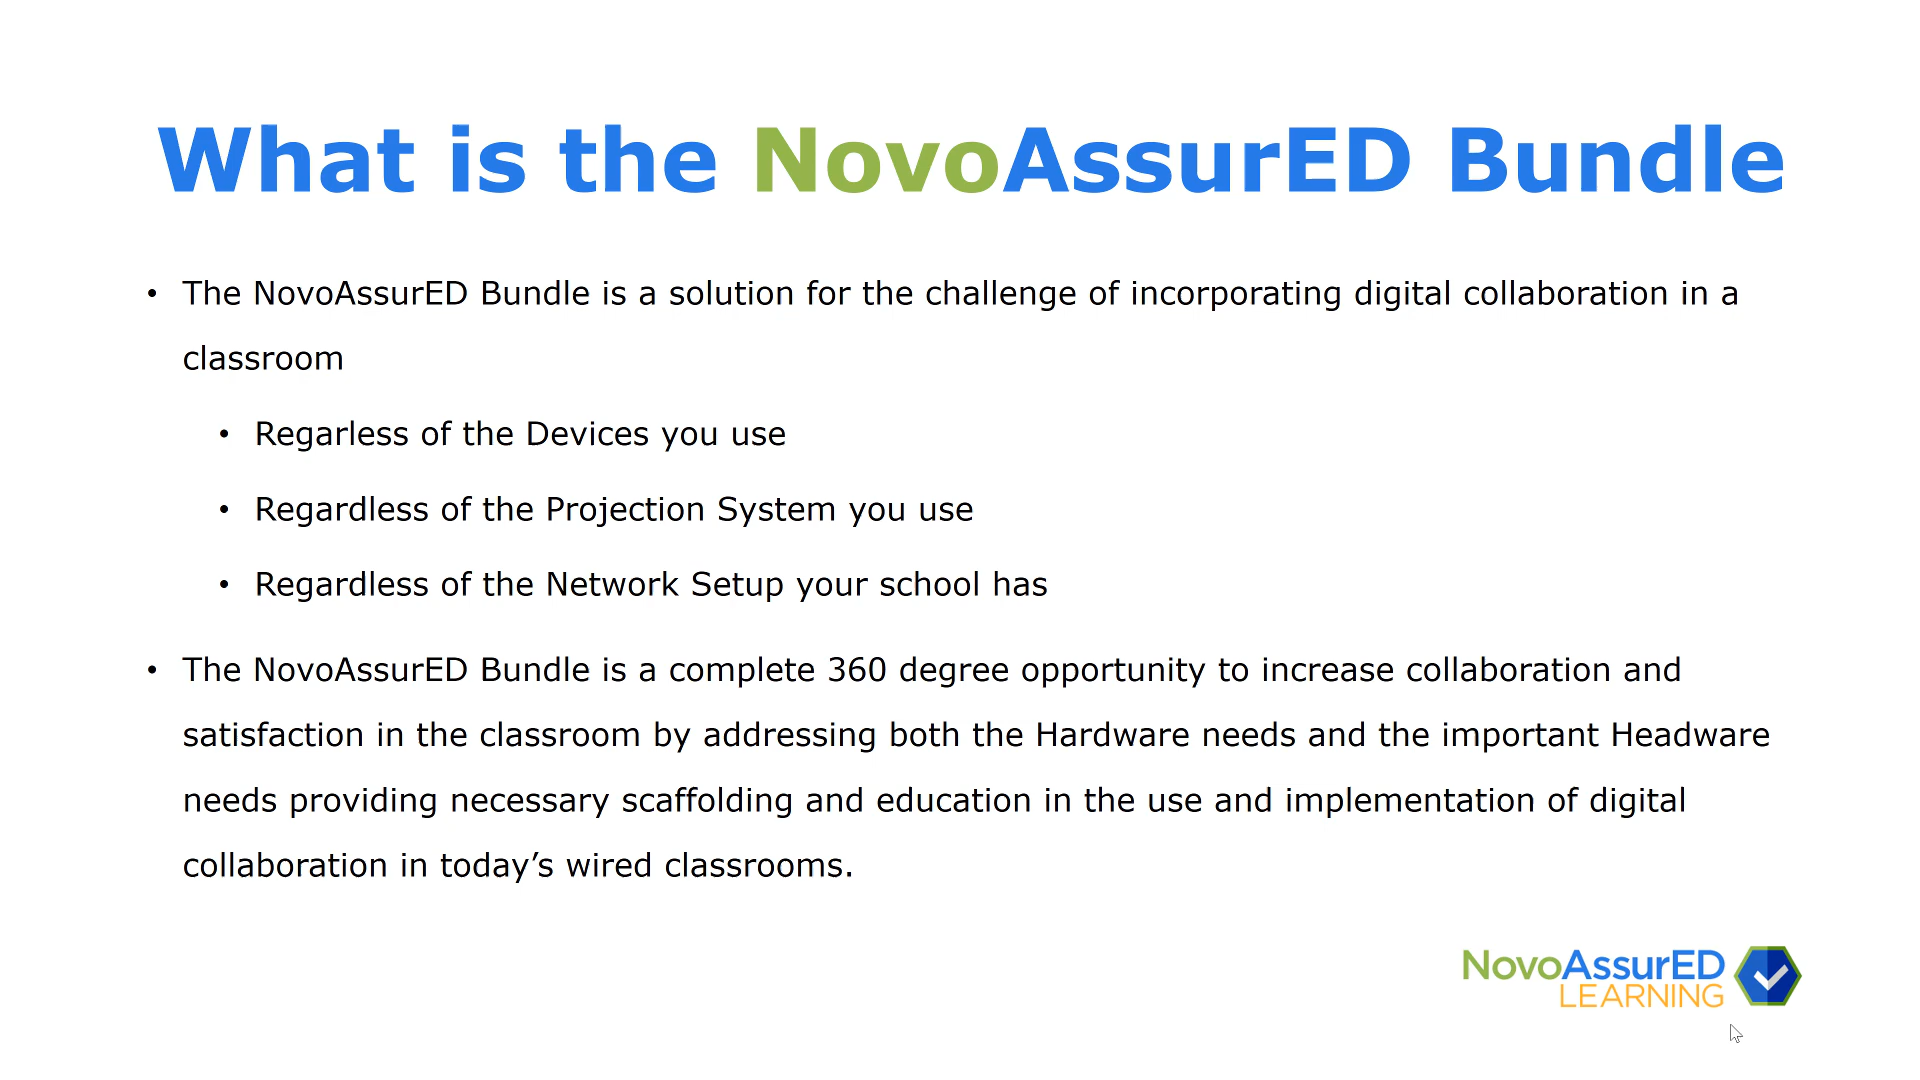 What is the NovoAssurED Bundle
• The NovoAssurED Bundle is a solution for the challenge of incorporating digital collaboration in a
classroom
• Regarless of the Devices you use
• Regardless of the Projection System you use
• Regardless of the Network Setup your school has
• The NovoAssurED Bundle is a complete 360 degree opportunity to increase collaboration and
satisfaction in the classroom by addressing both the Hardware needs and the important Headware
needs providing necessary scaffolding and education in the use and implementation of digital
collaboration in today’s wired classrooms.
NovoAssurED
LEARNING